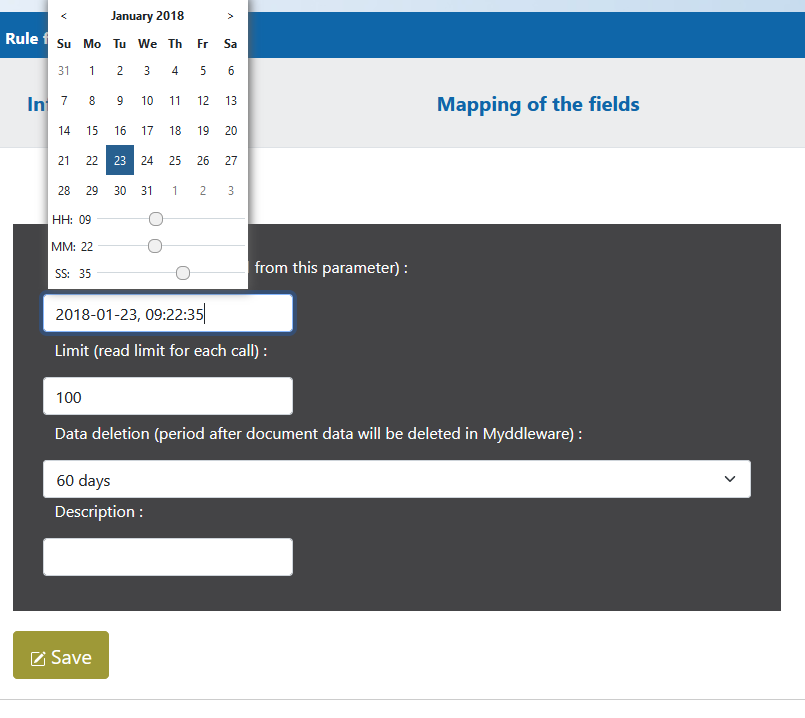 < January 2018 >
Su Mo Tu We Th Fr Sa
31 1 2 3 4 5 6
7 8 9 10 11 12 13
14 15 16 17 18 19 20
21 22 23 24 25 26 27
28 29 30 31 1 2 3
HH: 09
MM: 22
SS: 35
Rule
Mapping of the fields
from this parameter) :
2018-01-23, 09:22:35
Limit (read limit for each call) :
100
Data deletion (period after document data will be deleted in Myddleware) :
60 days
Description :
Save